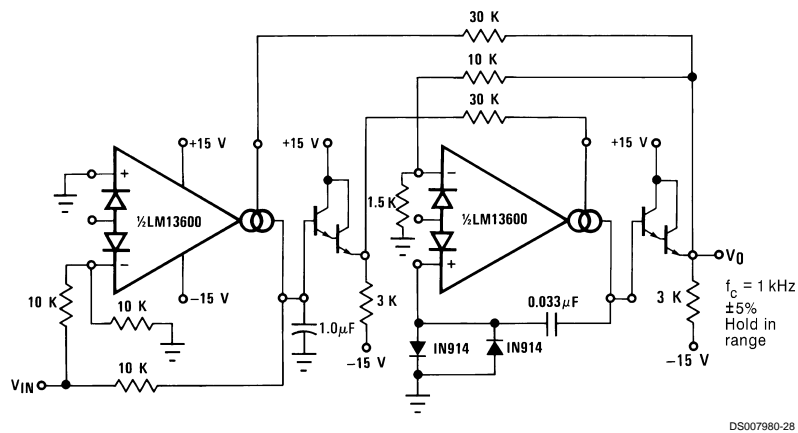 30 K
10 K
30 K
+15 V
+15 V
+15 V
+
−
½LM13600
1.5 K
½LM13600
−
+
V0
10 K
10 K
−15 V
1.0µF
3 K
0.033µF
3 K
fc = 1 kHz
±5%
Hold in
range
−15 V
IN914
IN914
−15 V
VIN
10 K
DS007980-28